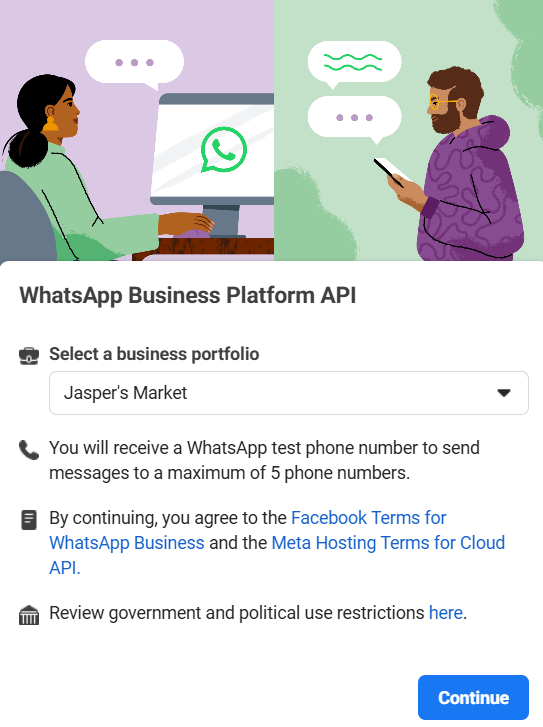 WhatsApp Business Platform API
Select a business portfolio
Jasper's Market
You will receive a WhatsApp test phone number to send
messages to a maximum of 5 phone numbers.
By continuing, you agree to the Facebook Terms for
WhatsApp Business and the Meta Hosting Terms for Cloud
API.
Review government and political use restrictions here.
Continue